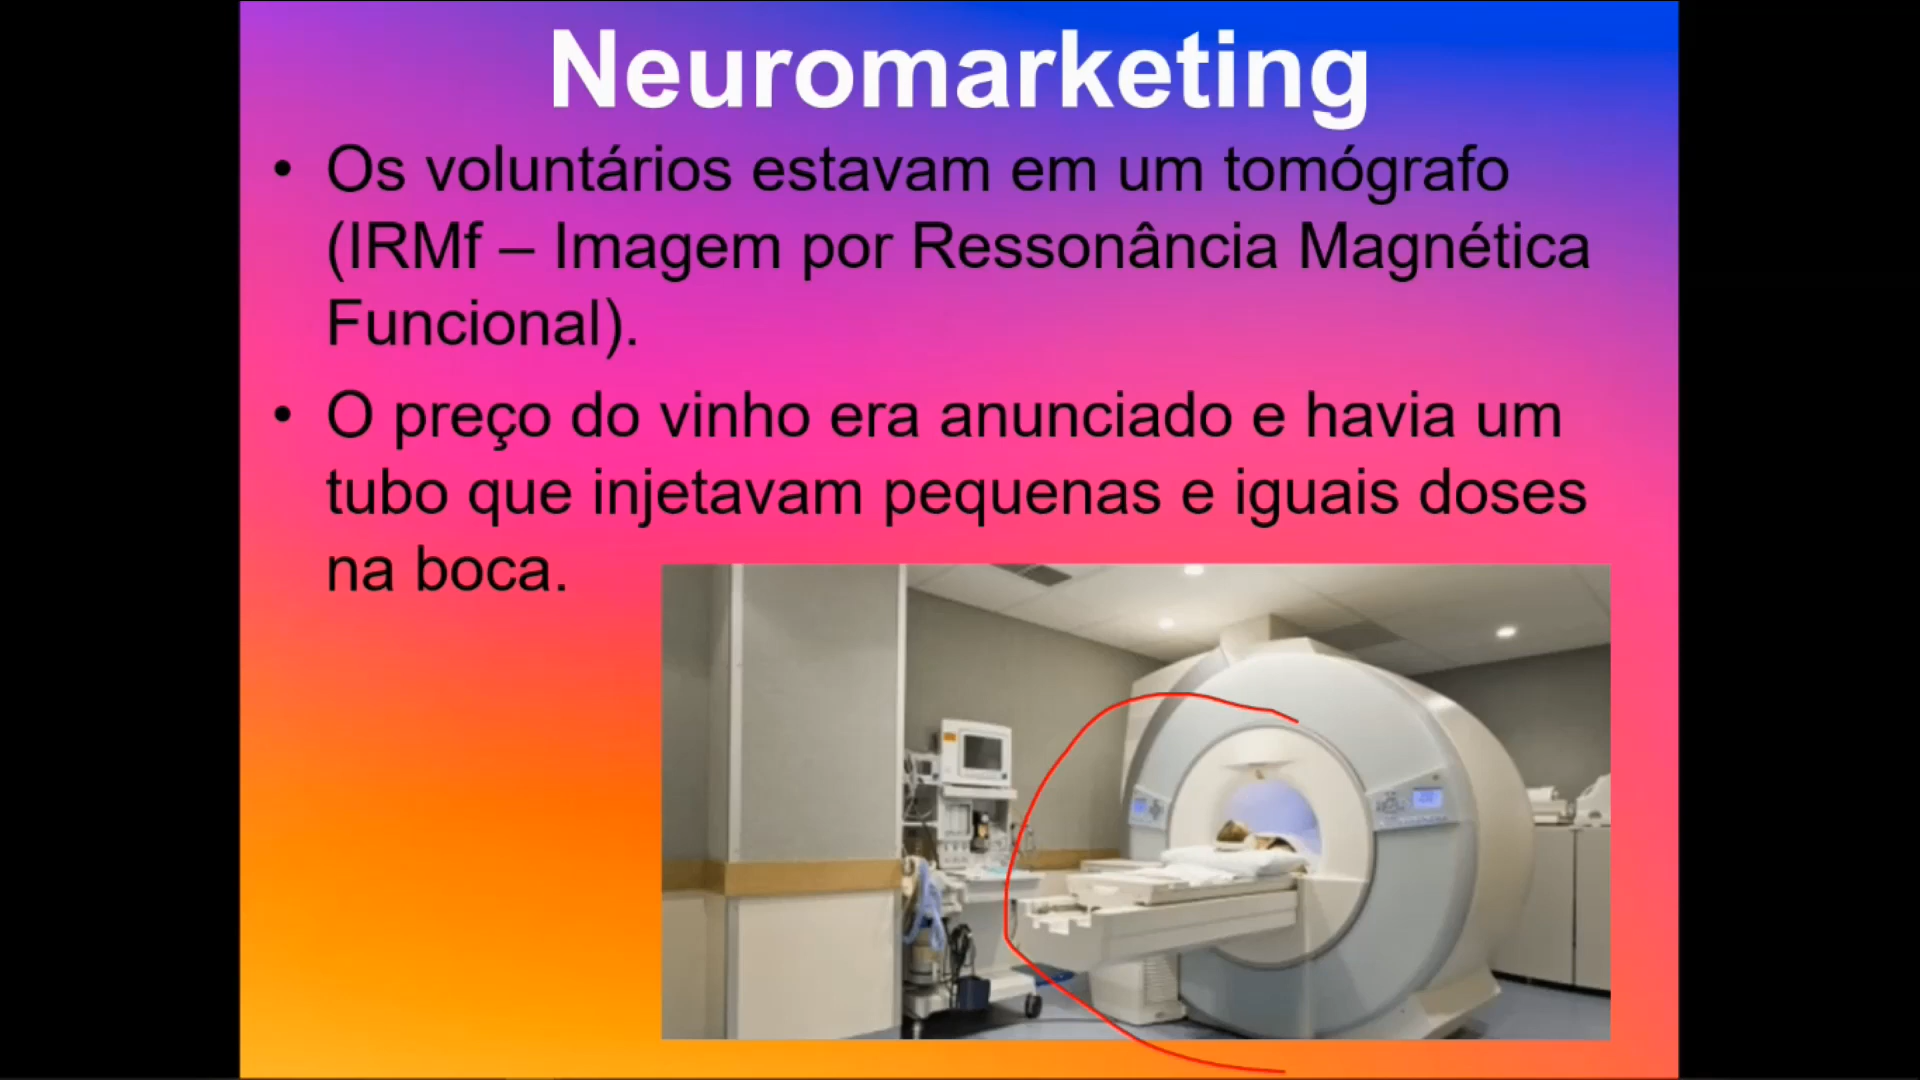 Neuromarketing
• Os voluntários estavam em um tomógrafo
(IRMf – Imagem por Ressonância Magnética
Funcional).
• O preço do vinho era anunciado e havia um
tubo que injetavam pequenas e iguais doses
na boca.